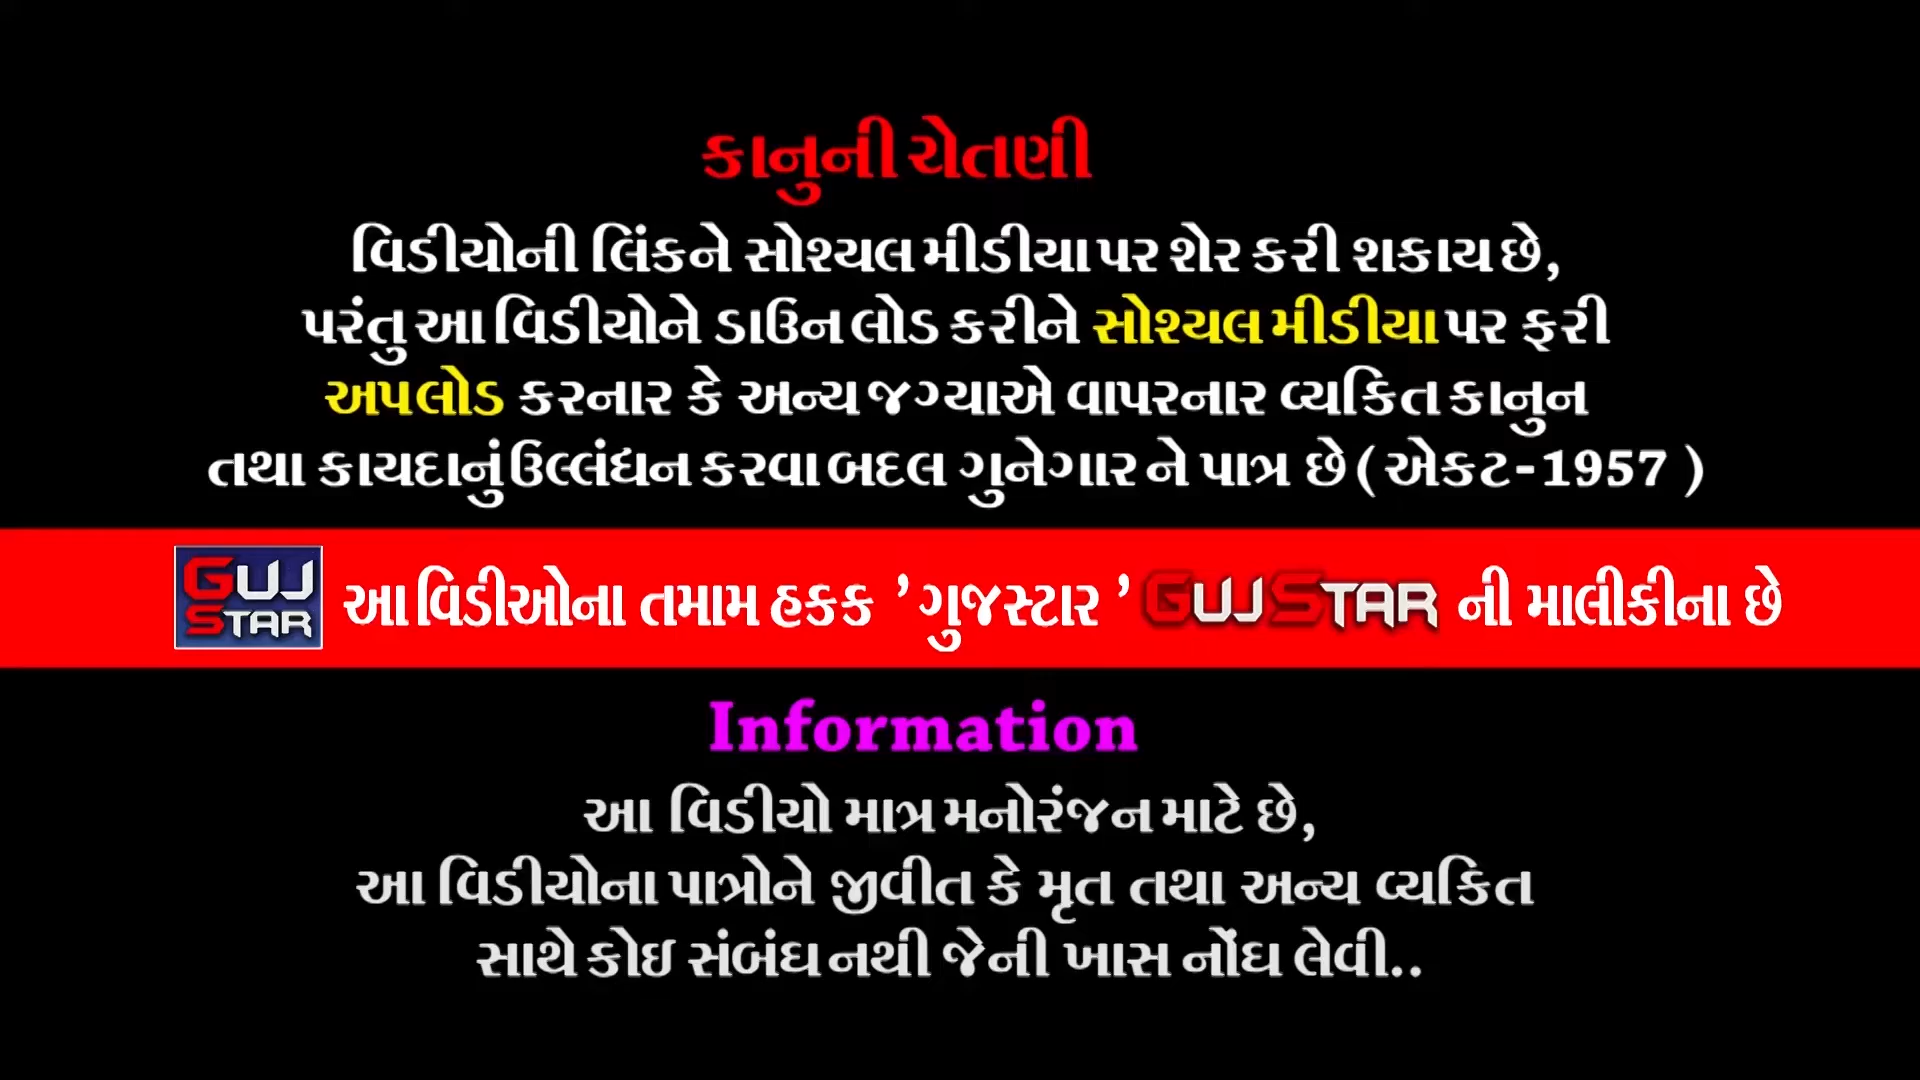 કાનુની ચેતણી
વિડીયોની લિંકને સોશ્યલ મીડીયા પર શેર કરી શકાય છે,
પરંતુ આ વિડીયોને ડાઉનલોડ કરીને સોશ્યલ મીડીયા પર ફરી
અપલોડ કરનાર કે અન્ય જગ્યાએ વાપરનાર વ્યકિત કાનુન
તથા કાયદાનું ઉલ્લંઘન કરવા બદલ ગુનેગાર ને પાત્ર છે ( એકટ-1957 )
GUJ STAR આ વિડીઓના તમામ હકક ’ ગુજસ્ટાર ’ GUJ STAR ની માલીકીના છે
Information
આ વિડીયો માત્ર મનોરંજન માટે છે,
આ વિડીયોના પાત્રોને જીવીત કે મૃત તથા અન્ય વ્યકિત
સાથે કોઇ સંબંઘ નથી જેની ખાસ નોંઘ લેવી..